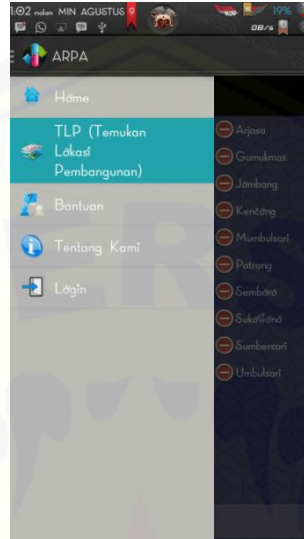 1:02 malam MIN AGUSTUS 9
19%
0B/s
ARPA
Home
TLP (Temukan
Lokasi
Pembangunan)
Bantuan
Tentang Kami
Login
Arjasa
Gumukmas
Jombang
Kencong
Mumbulsari
Patrang
Semboro
Sukowono
Sumbersari
Umbulsari